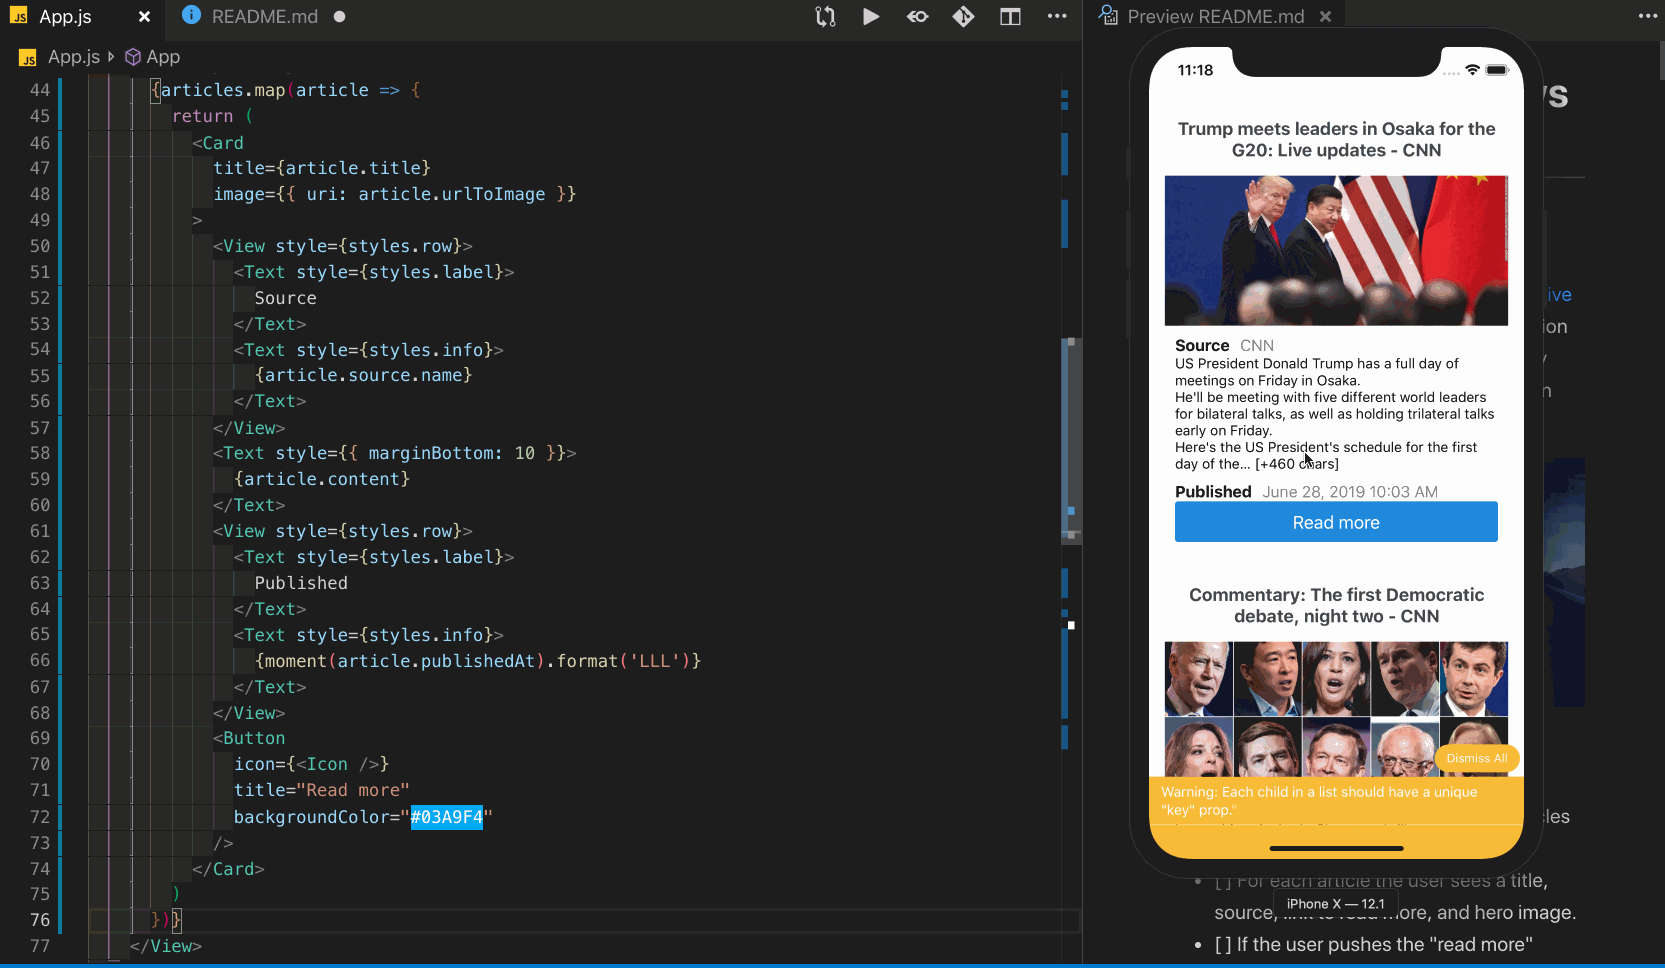 JS App.js
README.md
JS App.js App
44 {articles.map(article => {
45 return (
46 <Card
47 title={article.title}
48 image={{ uri: article.urlToImage }}
49 >
50 <View style={styles.row}>
51 <Text style={styles.label}>
52 Source
53 </Text>
54 <Text style={styles.info}>
55 {article.source.name}
56 </Text>
57 </View>
58 <Text style={{ marginBottom: 10 }}>
59 {article.content}
60 </Text>
61 <View style={styles.row}>
62 <Text style={styles.label}>
63 Published
64 </Text>
65 <Text style={styles.info}>
66 {moment(article.publishedAt).format('LLL')}
67 </Text>
68 </View>
69 <Button
70 icon={<Icon />}
71 title="Read more"
72 backgroundColor="#03A9F4"
73 />
74 </Card>
75 )
76 })}
77 </View>
Preview README.md
11:18
Trump meets leaders in Osaka for the
G20: Live updates - CNN
Source CNN
US President Donald Trump has a full day of
meetings on Friday in Osaka.
He'll be meeting with five different world leaders
for bilateral talks, as well as holding trilateral talks
early on Friday.
Here's the US President's schedule for the first
day of the... [+460 chars]
Published June 28, 2019 10:03 AM
Read more
Commentary: The first Democratic
debate, night two - CNN
Dismiss All
Warning: Each child in a list should have a unique
"key" prop."
[ ] For each article the user sees a title,
source, link to read more, and hero image.
iPhone X — 12.1
[ ] If the user pushes the "read more"